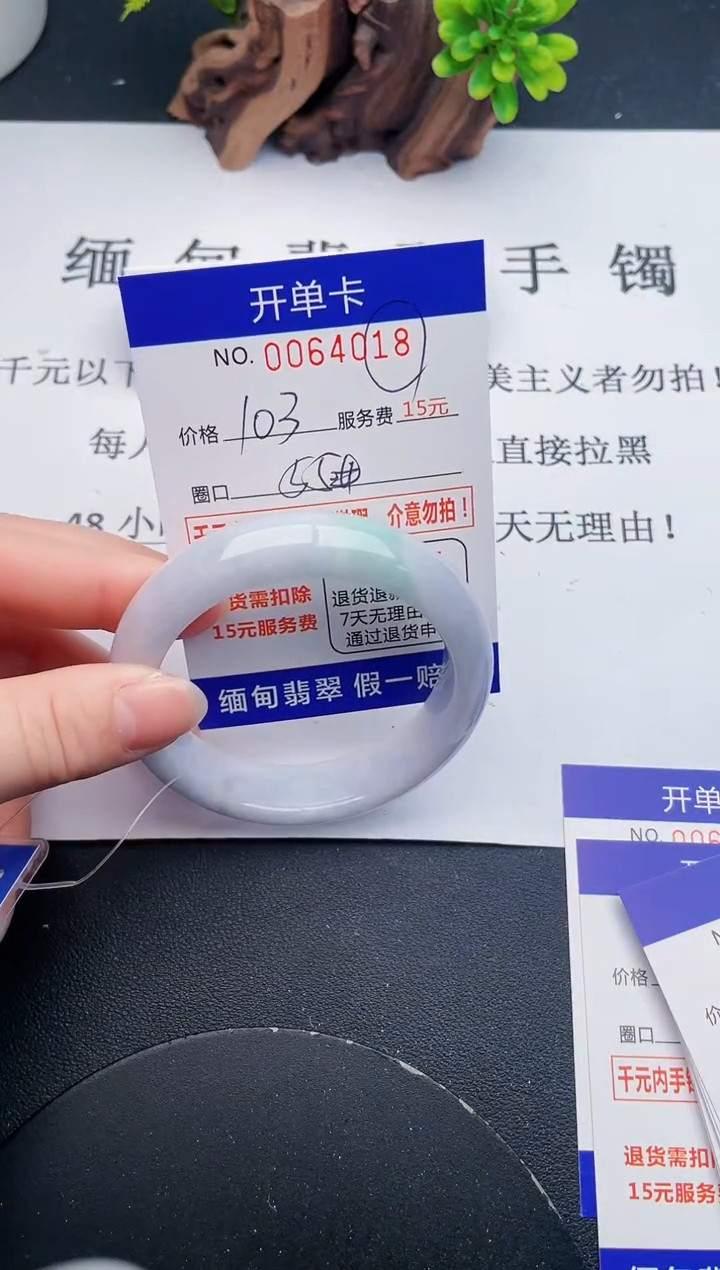 缅甸翡 手镯
开单卡
NO. 0064018
千元以下
美主义者勿拍！
价格 103 服务费 15元
每人
直接拉黑
圈口 55
48小
天无理由！
介意勿拍！
货需扣除
15元服务费
退货退
7天无理由
通过退货申
缅甸翡翠 假一赔
开单
NO. 006
价格
圈口
千元内手
退货需扣
15元服务